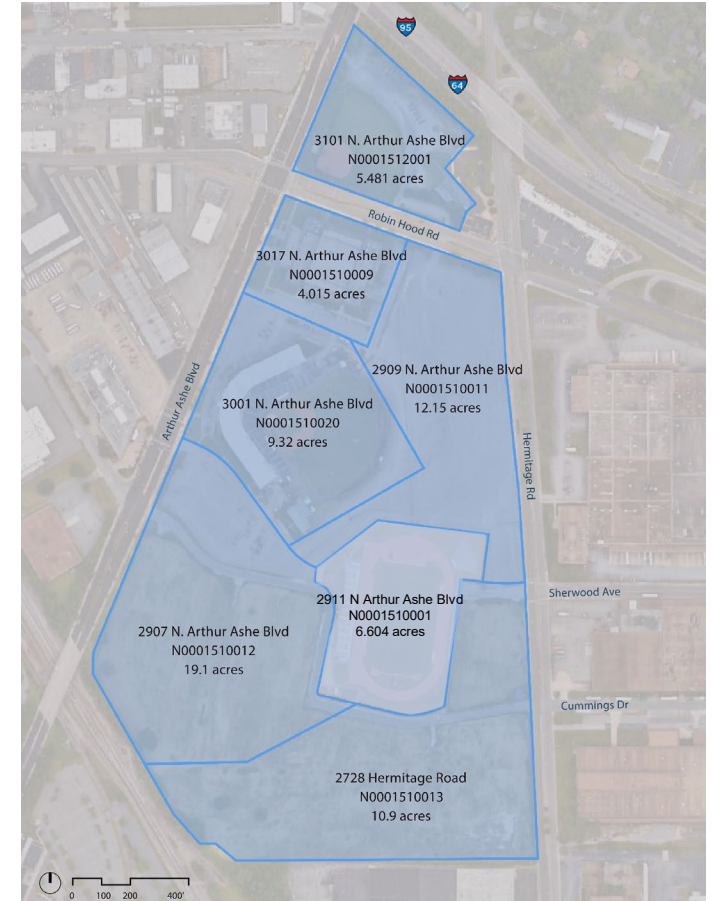 95
64
3101 N. Arthur Ashe Blvd
N0001512001
5.481 acres
Robin Hood Rd
3017 N. Arthur Ashe Blvd
N0001510009
4.015 acres
2909 N. Arthur Ashe Blvd
N0001510011
12.15 acres
Arthur Ashe Blvd
3001 N. Arthur Ashe Blvd
N0001510020
9.32 acres
Hermitage Rd
2911 N Arthur Ashe Blvd
N0001510001
6.604 acres
Sherwood Ave
2907 N. Arthur Ashe Blvd
N0001510012
19.1 acres
Cummings Dr
2728 Hermitage Road
N0001510013
10.9 acres
0 100 200 400'